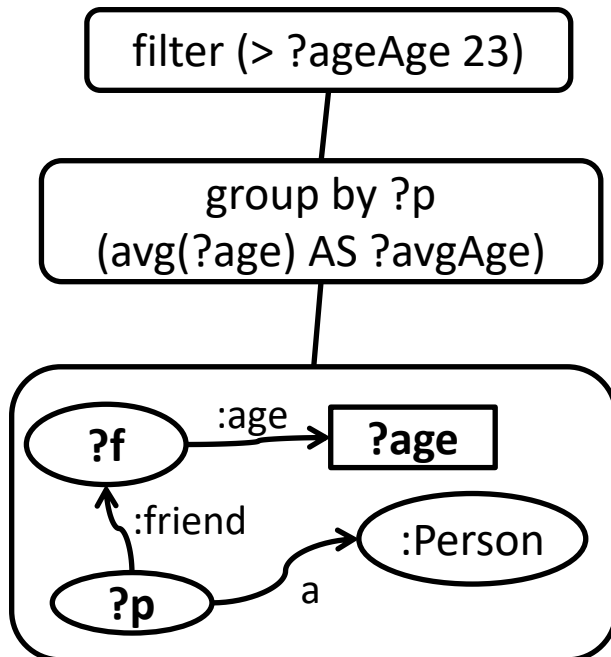 filter (> ?ageAge 23)
group by ?p
(avg(?age) AS ?avgAge)
:age
?f
?age
:friend
:Person
?p
a